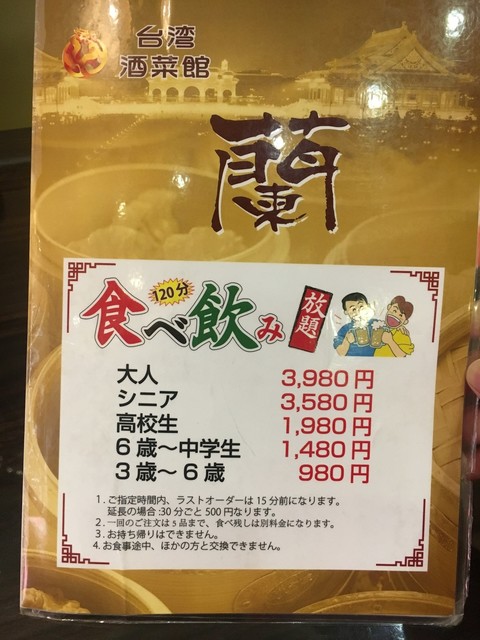 台湾
酒菜館
蘭
120分
食べ飲み
放題
大人 3,980円
シニア 3,580円
高校生 1,980円
6歳～中学生 1,480円
3歳～6歳 980円
1.ご指定時間内、ラストオーダーは15分前になります。
延長の場合:30分ごと500円なります。
2.一回のご注文は5品まで、食べ残しは別料金になります。
3.お持ち帰りはできません。
4.お食事途中、ほかの方と交換できません。